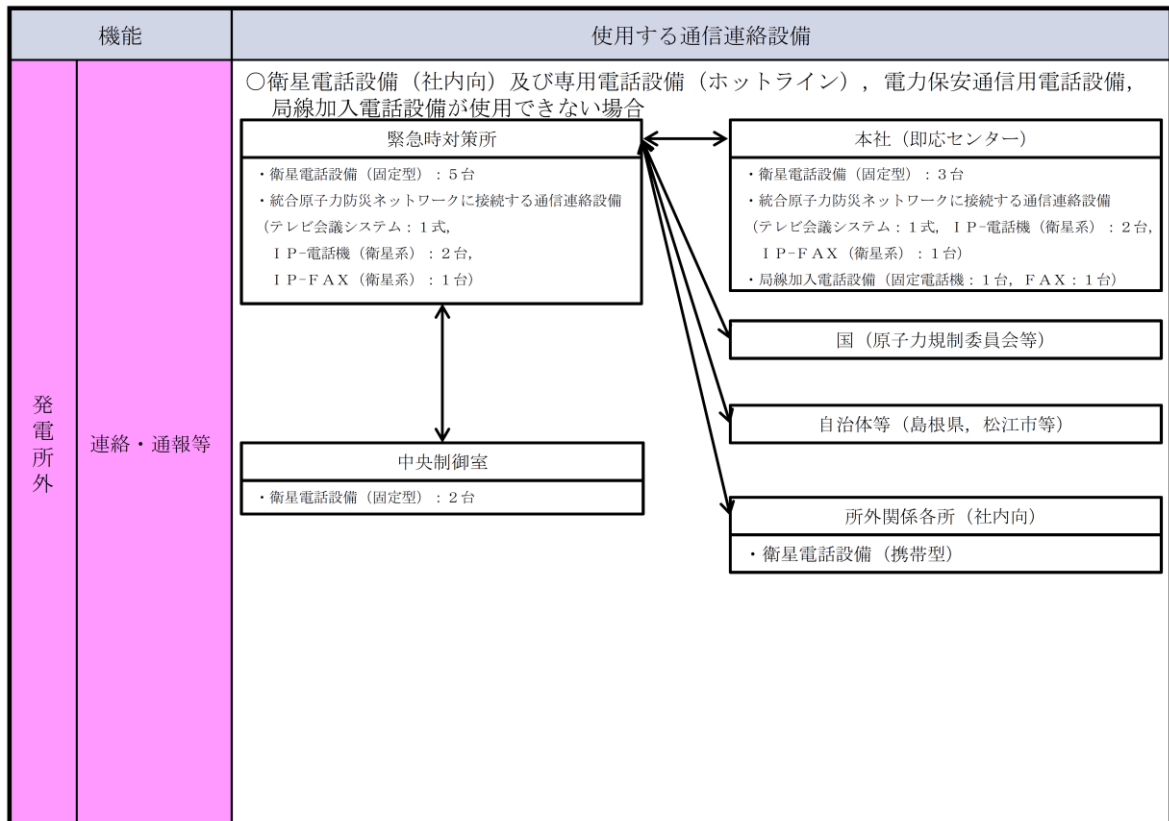 機能
使用する通信連絡設備
発電所外
連絡・通報等
○衛星電話設備（社内向）及び専用電話設備（ホットライン），電力保安通信用電話設備，
局線加入電話設備が使用できない場合
緊急時対策所
・衛星電話設備（固定型）：５台
・統合原子力防災ネットワークに接続する通信連絡設備
（テレビ会議システム：１式，
ＩＰ-電話機（衛星系）：２台，
ＩＰ-ＦＡＸ（衛星系）：１台）
中央制御室
・衛星電話設備（固定型）：２台
本社（即応センター）
・衛星電話設備（固定型）：３台
・統合原子力防災ネットワークに接続する通信連絡設備
（テレビ会議システム：１式，ＩＰ-電話機（衛星系）：２台，
ＩＰ-ＦＡＸ（衛星系）：１台）
・局線加入電話設備（固定電話機：１台，ＦＡＸ：１台）
国（原子力規制委員会等）
自治体等（島根県，松江市等）
所外関係各所（社内向）
・衛星電話設備（携帯型）